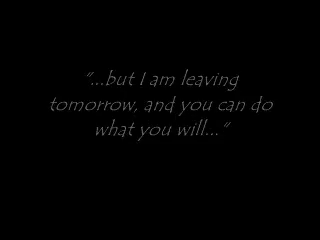 “...but I am leaving
tomorrow, and you can do
what you will...“